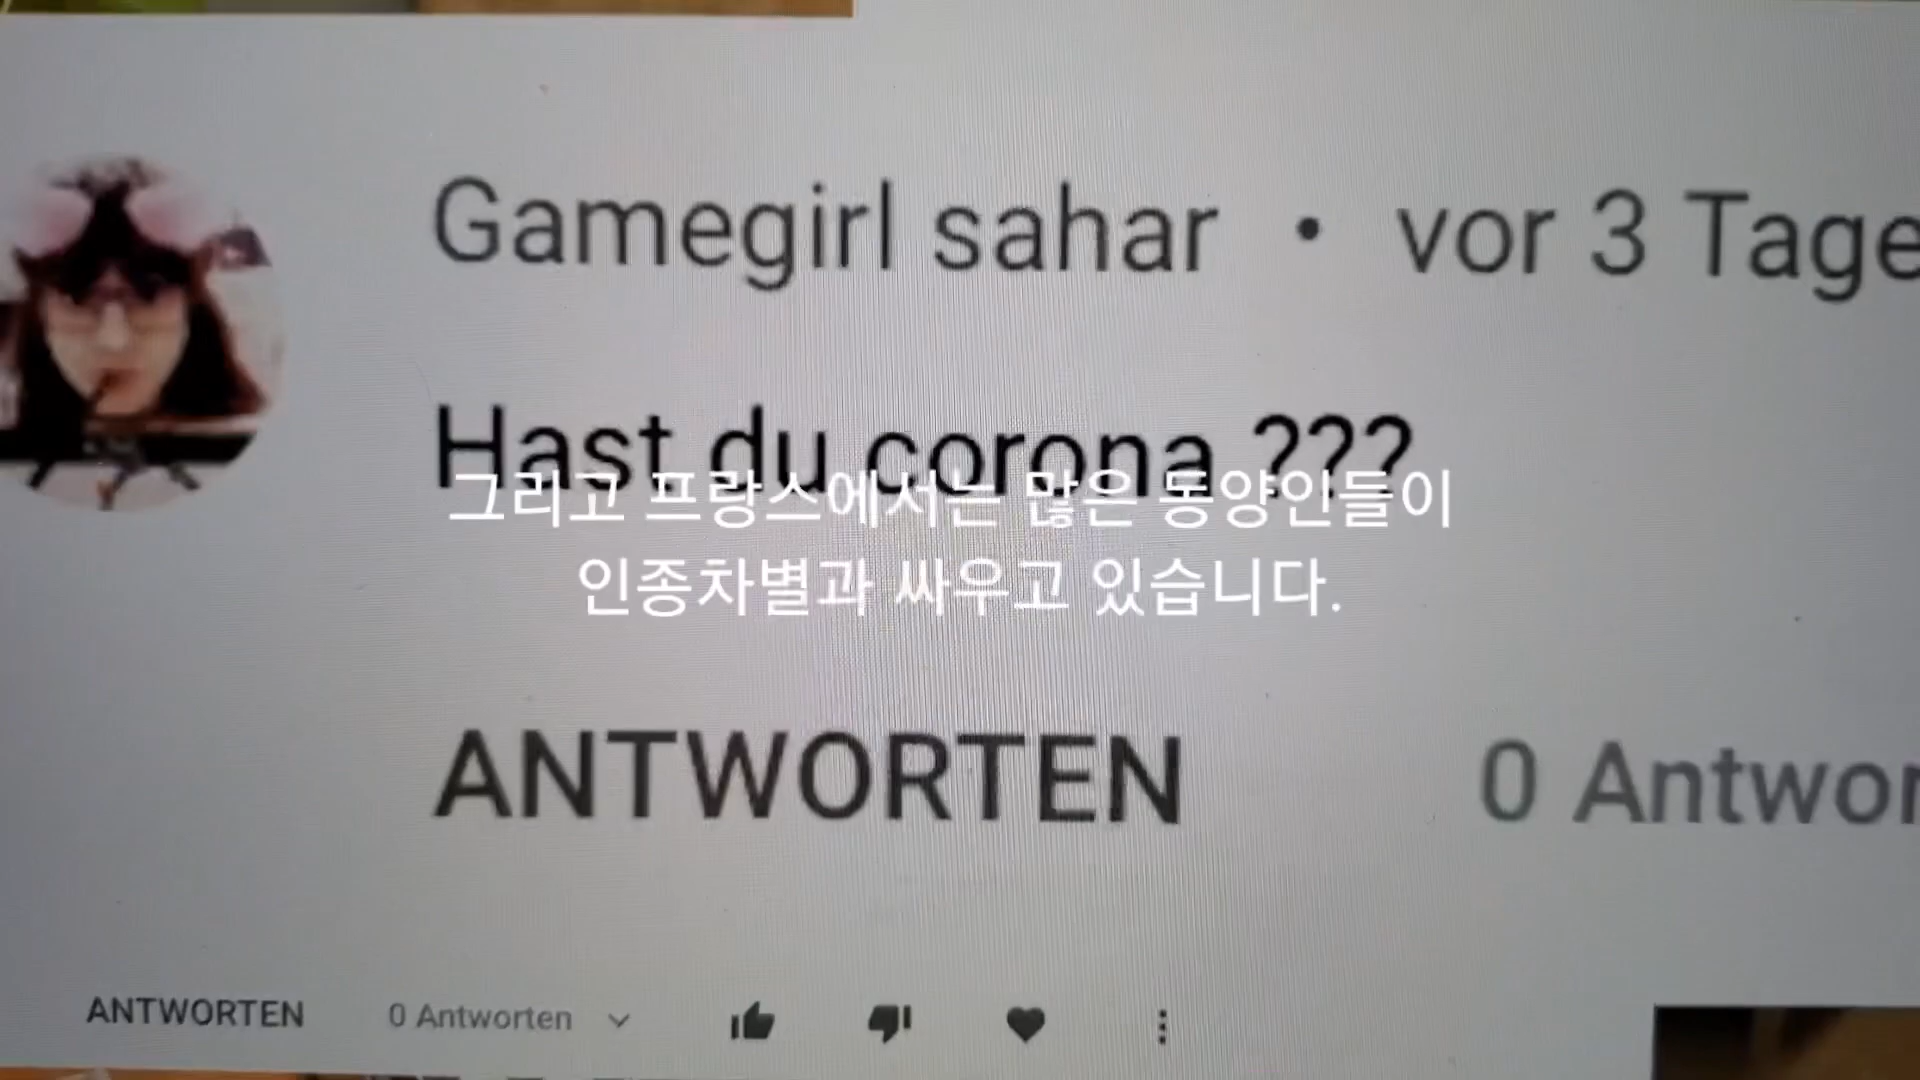 Gamegirl sahar • vor 3 Tage
Hast du corona ???
그리고 프랑스에서는 많은 동양인들이
인종차별과 싸우고 있습니다.
ANTWORTEN 0 Antwor
ANTWORTEN 0 Antworten